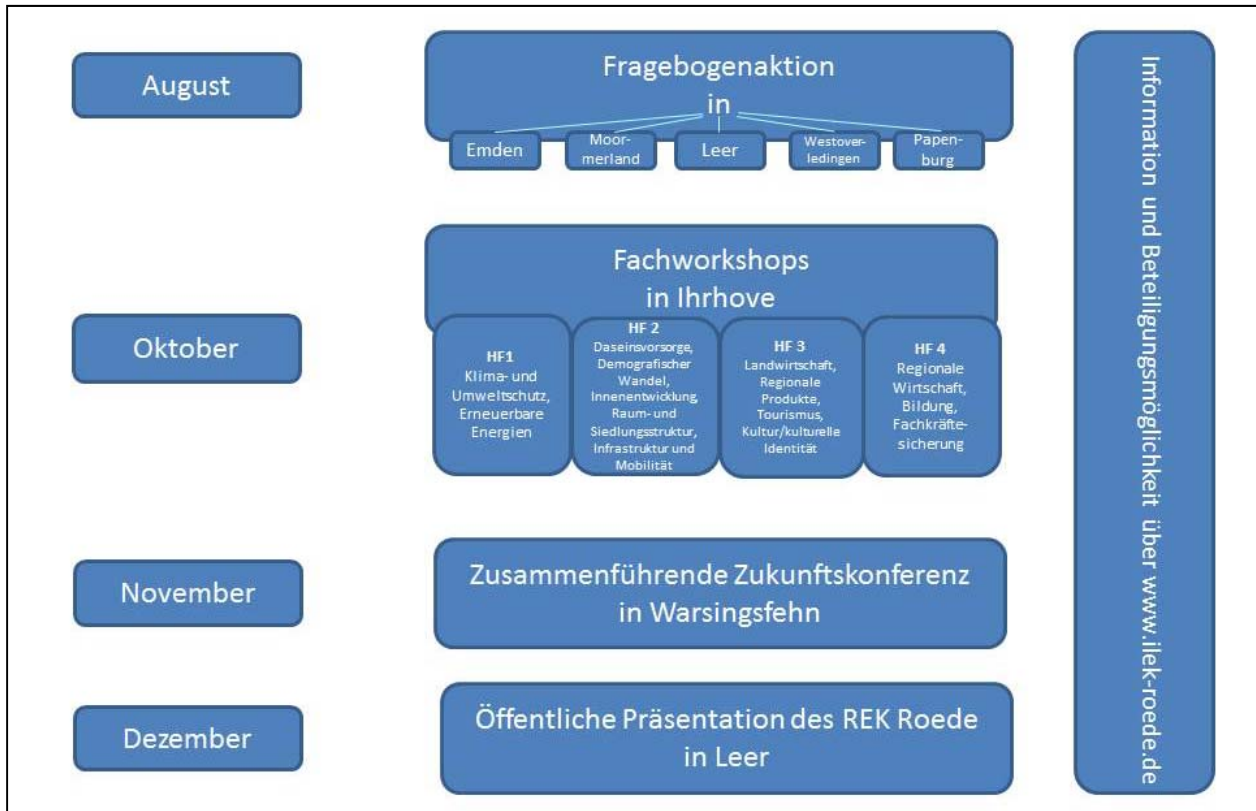 August
Fragebogenaktion
in
Emden
Moor-
merland
Leer
Westover-
ledingen
Papen-
burg
Oktober
Fachworkshops
in Ihrhove
HF1
Klima- und
Umweltschutz,
Erneuerbare
Energien
HF 2
Daseinsvorsorge,
Demografischer
Wandel,
Innenentwicklung,
Raum- und
Siedlungsstruktur,
Infrastruktur und
Mobilität
HF 3
Landwirtschaft,
Regionale
Produkte,
Tourismus,
Kultur/kulturelle
Identität
HF 4
Regionale
Wirtschaft,
Bildung,
Fachkräfte-
sicherung
November
Zusammenführende Zukunftskonferenz
in Warsingsfehn
Dezember
Öffentliche Präsentation des REK Roede
in Leer
Information und Beteiligungsmöglichkeit über www.ilek-roede.de